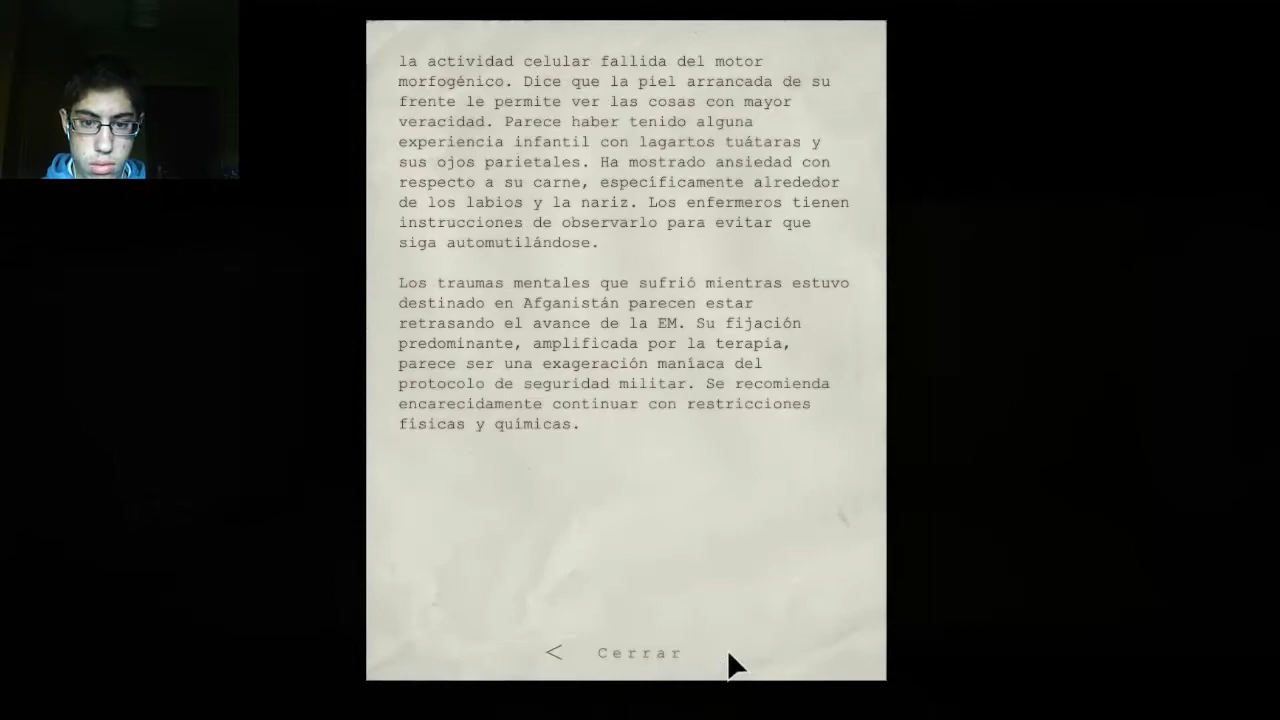 la actividad celular fallida del motor
morfogénico. Dice que la piel arrancada de su
frente le permite ver las cosas con mayor
veracidad. Parece haber tenido alguna
experiencia infantil con lagartos tuátaras y
sus ojos parietales. Ha mostrado ansiedad con
respecto a su carne, específicamente alrededor
de los labios y la nariz. Los enfermeros tienen
instrucciones de observarlo para evitar que
siga automutilándose.
Los traumas mentales que sufrió mientras estuvo
destinado en Afganistán parecen estar
retrasando el avance de la EM. Su fijación
predominante, amplificada por la terapia,
parece ser una exageración maníaca del
protocolo de seguridad militar. Se recomienda
encarecidamente continuar con restricciones
físicas y químicas.
< Cerrar